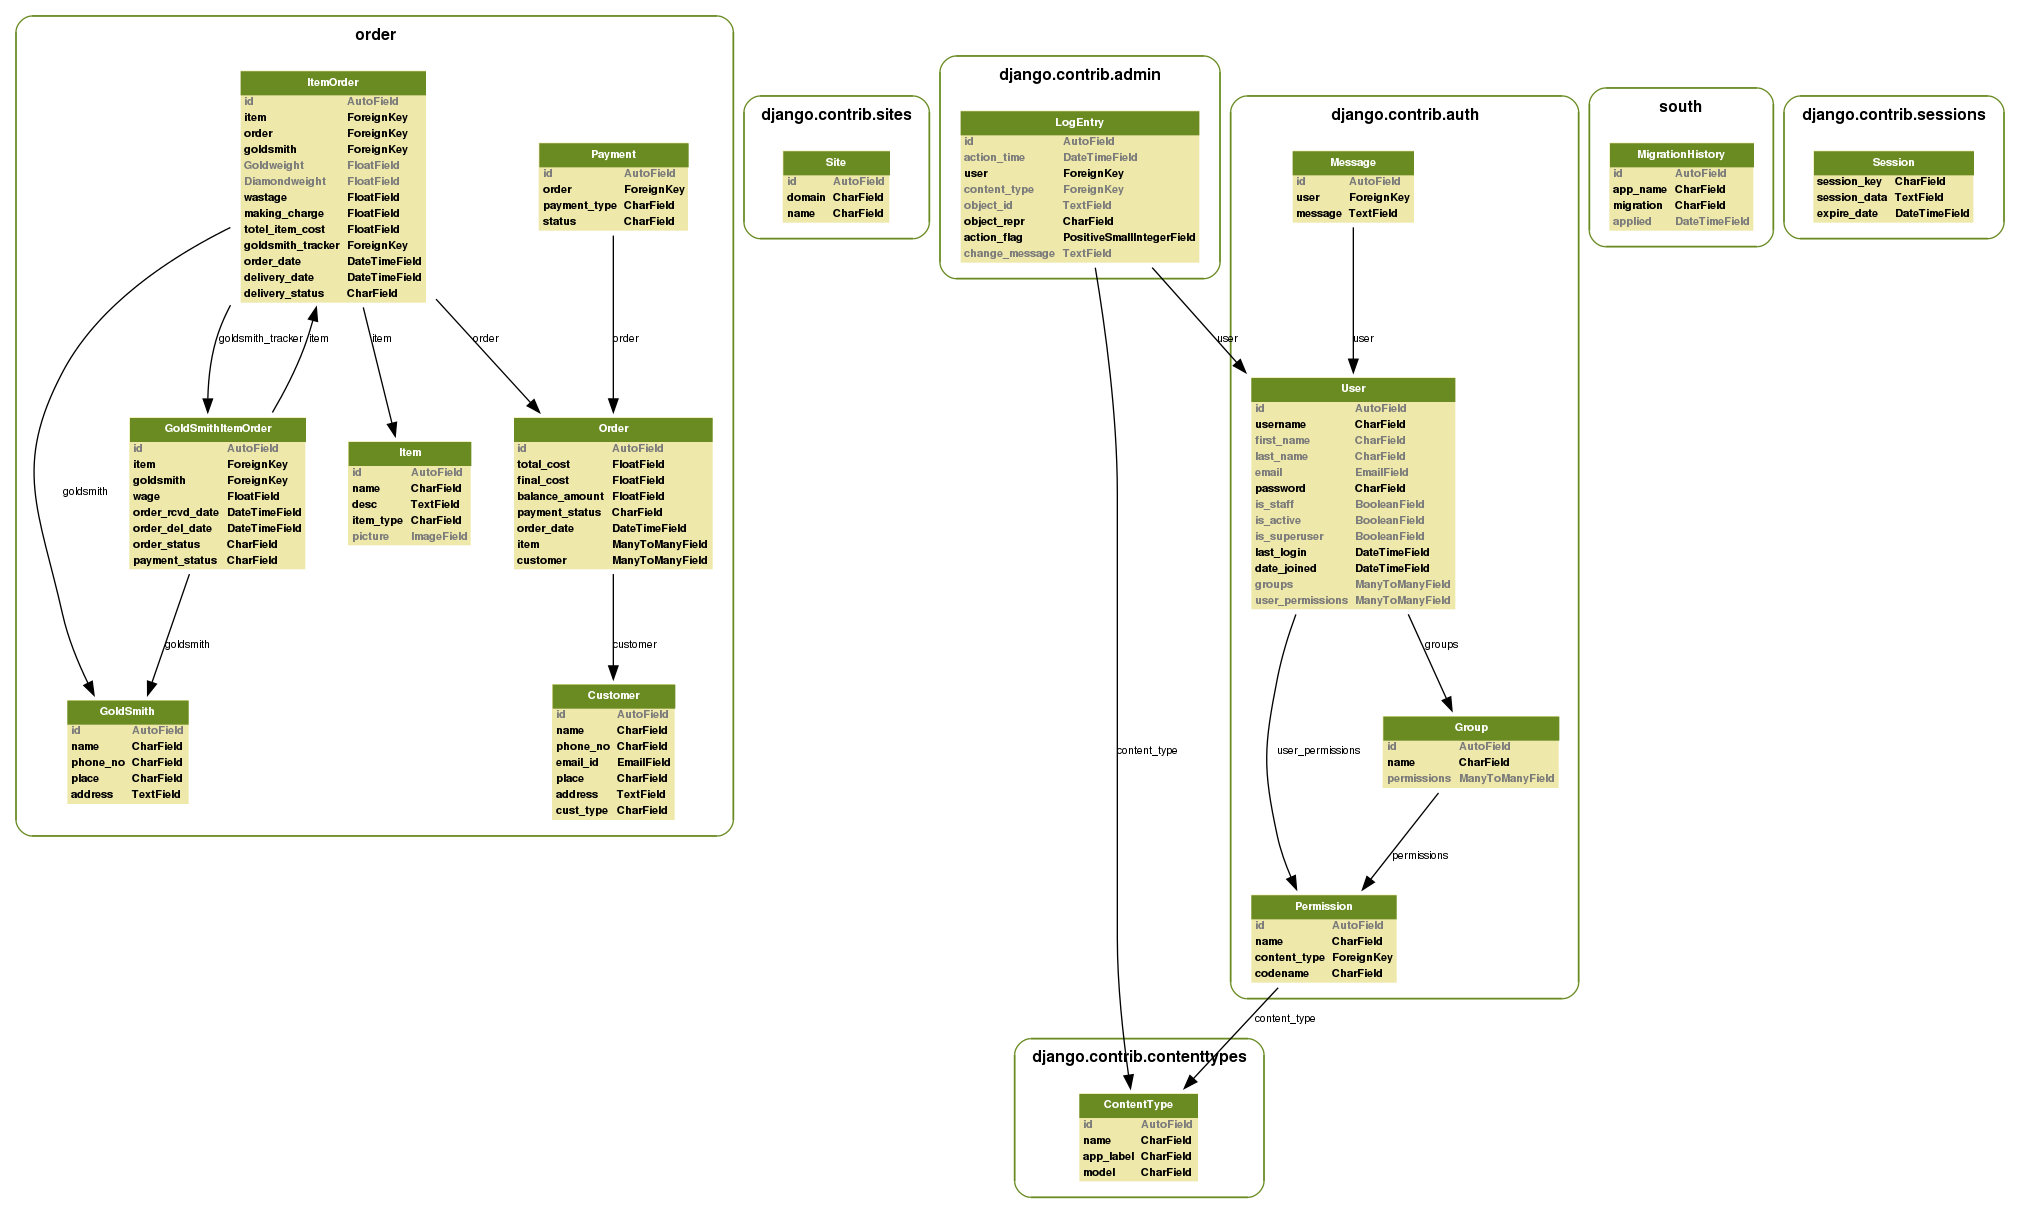 order
ItemOrder
id AutoField
item ForeignKey
order ForeignKey
goldsmith ForeignKey
Goldweight FloatField
Diamondweight FloatField
wastage FloatField
making_charge FloatField
totel_item_cost FloatField
goldsmith_tracker ForeignKey
order_date DateTimeField
delivery_date DateTimeField
delivery_status CharField
Payment
id AutoField
order ForeignKey
payment_type CharField
status CharField
goldsmith_tracker
item
item
order
order
GoldSmithItemOrder
id AutoField
item ForeignKey
goldsmith ForeignKey
wage FloatField
order_rcvd_date DateTimeField
order_del_date DateTimeField
order_status CharField
payment_status CharField
Item
id AutoField
name CharField
desc TextField
item_type CharField
picture ImageField
Order
id AutoField
total_cost FloatField
final_cost FloatField
balance_amount FloatField
payment_status CharField
order_date DateTimeField
item ManyToManyField
customer ManyToManyField
goldsmith
goldsmith
customer
GoldSmith
id AutoField
name CharField
phone_no CharField
place CharField
address TextField
Customer
id AutoField
name CharField
phone_no CharField
email_id EmailField
place CharField
address TextField
cust_type CharField
django.contrib.sites
Site
id AutoField
domain CharField
name CharField
django.contrib.admin
LogEntry
id AutoField
action_time DateTimeField
user ForeignKey
content_type ForeignKey
object_id TextField
object_repr CharField
action_flag PositiveSmallIntegerField
change_message TextField
user
content_type
django.contrib.auth
Message
id AutoField
user ForeignKey
message TextField
user
User
id AutoField
username CharField
first_name CharField
last_name CharField
email EmailField
password CharField
is_staff BooleanField
is_active BooleanField
is_superuser BooleanField
last_login DateTimeField
date_joined DateTimeField
groups ManyToManyField
user_permissions ManyToManyField
groups
user_permissions
Group
id AutoField
name CharField
permissions ManyToManyField
permissions
Permission
id AutoField
name CharField
content_type ForeignKey
codename CharField
content_type
django.contrib.contenttypes
ContentType
id AutoField
name CharField
app_label CharField
model CharField
south
MigrationHistory
id AutoField
app_name CharField
migration CharField
applied DateTimeField
django.contrib.sessions
Session
session_key CharField
session_data TextField
expire_date DateTimeField